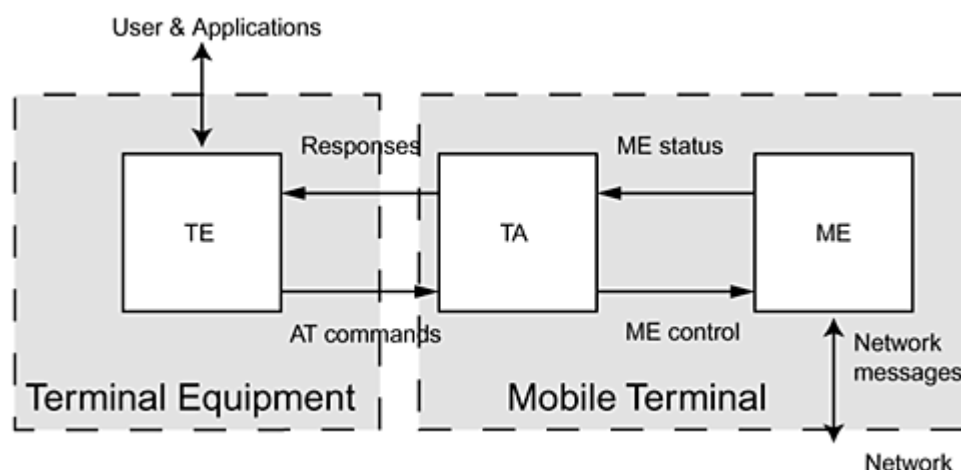 User & Applications
Responses
ME status
TE
TA
ME
AT commands
ME control
Network
messages
Terminal Equipment
Mobile Terminal
Network